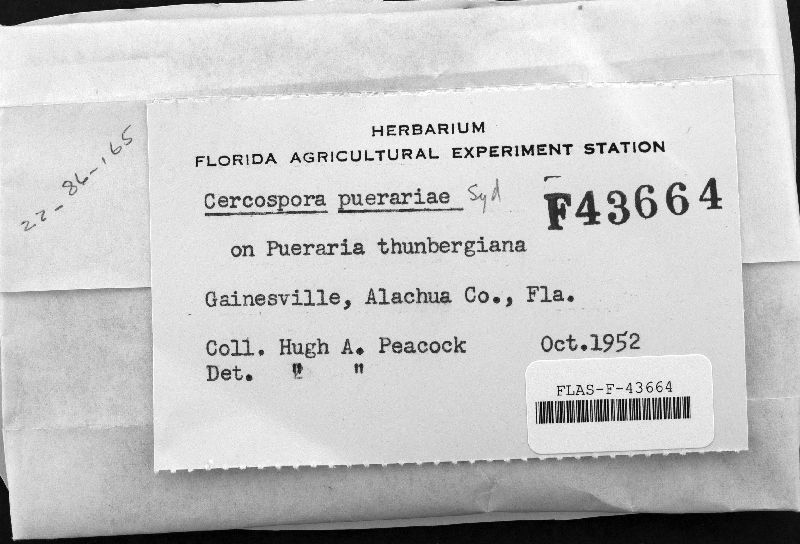 22-86-165
HERBARIUM
FLORIDA AGRICULTURAL EXPERIMENT STATION
Cercospora puerariae Syd
F43664
on Pueraria thunbergiana
Gainesville, Alachua Co., Fla.
Coll. Hugh A. Peacock Oct.1952
Det. " "
FLAS-F-43664